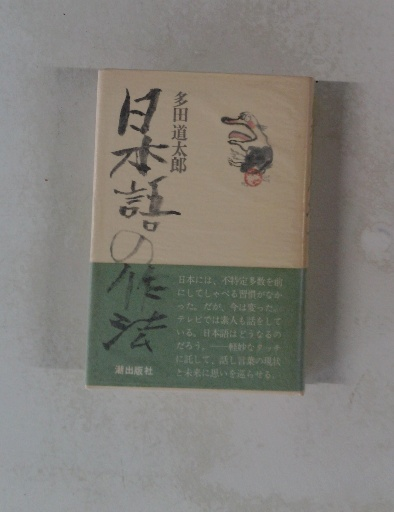 多田道太郎
日本語の作法
日本には、不特定多数を前
にしてしゃべる習慣がなか
った。だが、今は変った。
テレビでは素人も話をして
いる。日本語はどうなるの
だろう。――軽妙なタッチ
に託して、話し言葉の現状
と未来に思いを巡らせる。
潮出版社